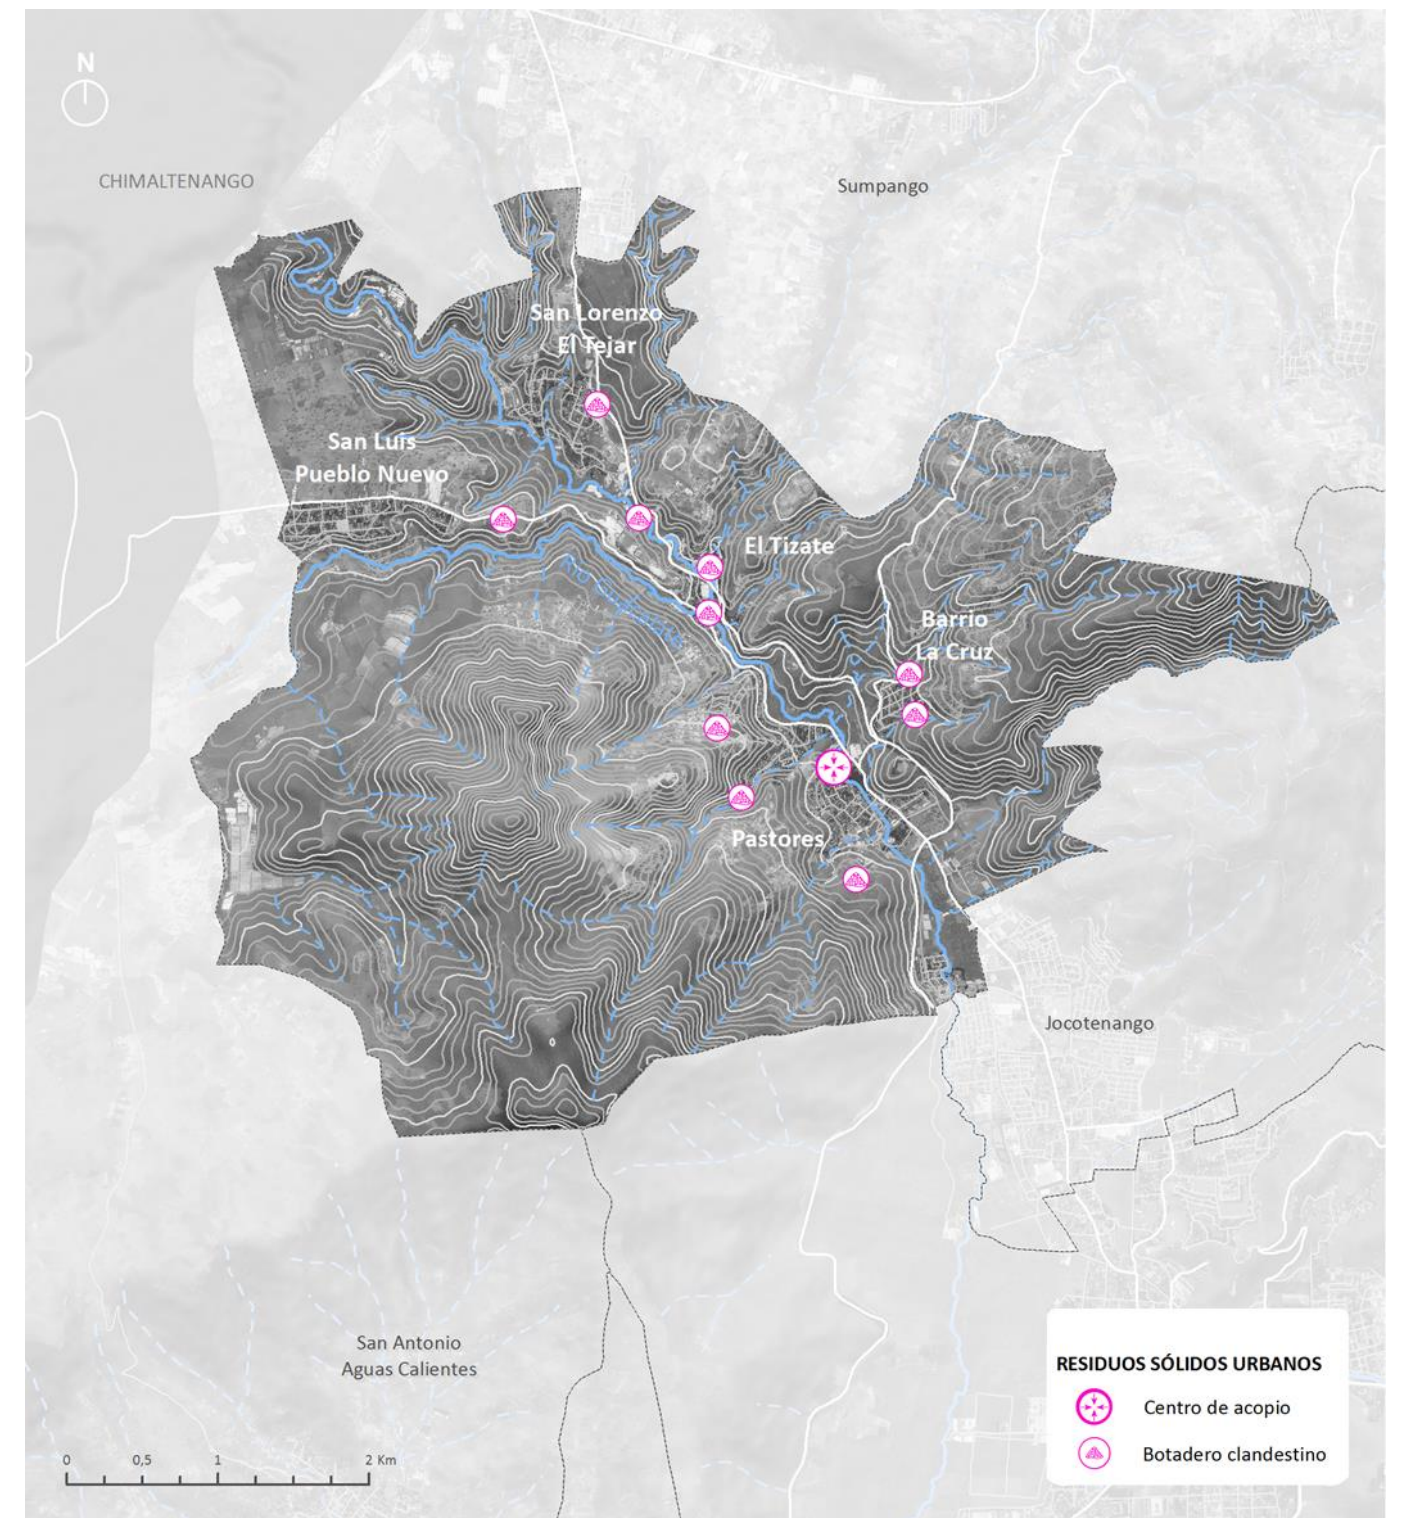 N
CHIMALTENANGO
Sumpango
San Lorenzo
El Tejar
San Luis
Pueblo Nuevo
El Tizate
Barrio
La Cruz
Pastores
Jocotenango
San Antonio
Aguas Calientes
RESIDUOS SÓLIDOS URBANOS
Centro de acopio
Botadero clandestino
0 0,5 1 2 Km